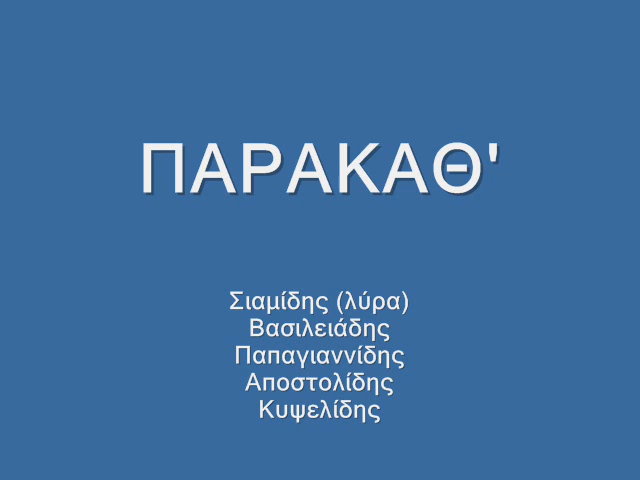 ΠΑΡΑΚΑΘ'
Σιαμίδης (λύρα)
Βασιλειάδης
Παπαγιαννίδης
Αποστολίδης
Κυψελίδης